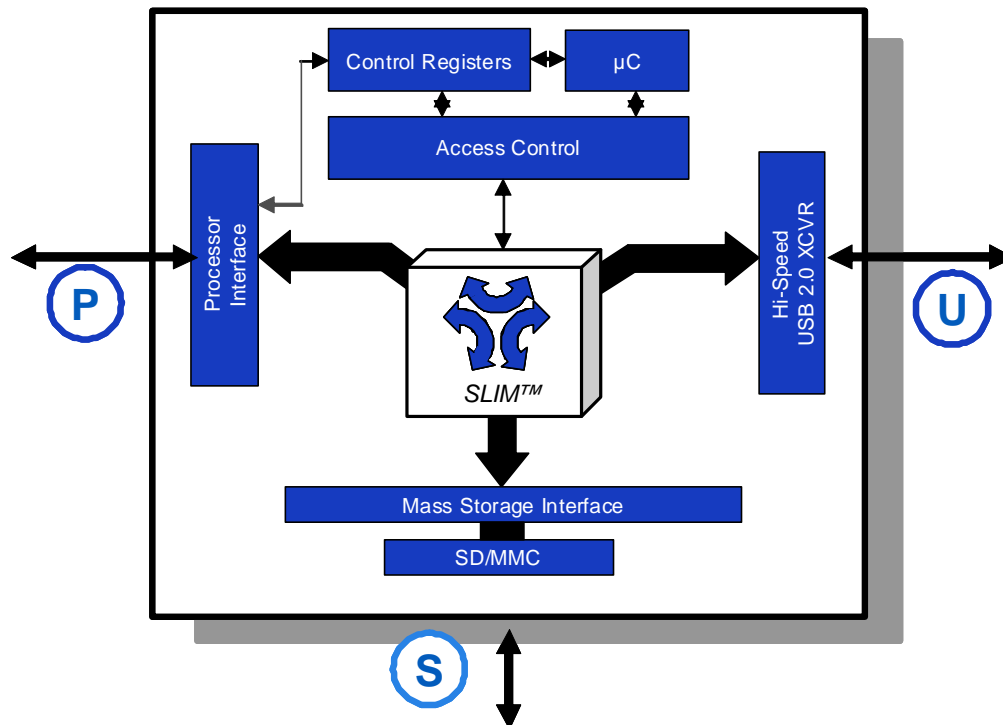 Control Registers
µC
Access Control
Processor
Interface
Hi-Speed
USB 2.0 XCVR
P
U
SLIM™
Mass Storage Interface
SD/MMC
S